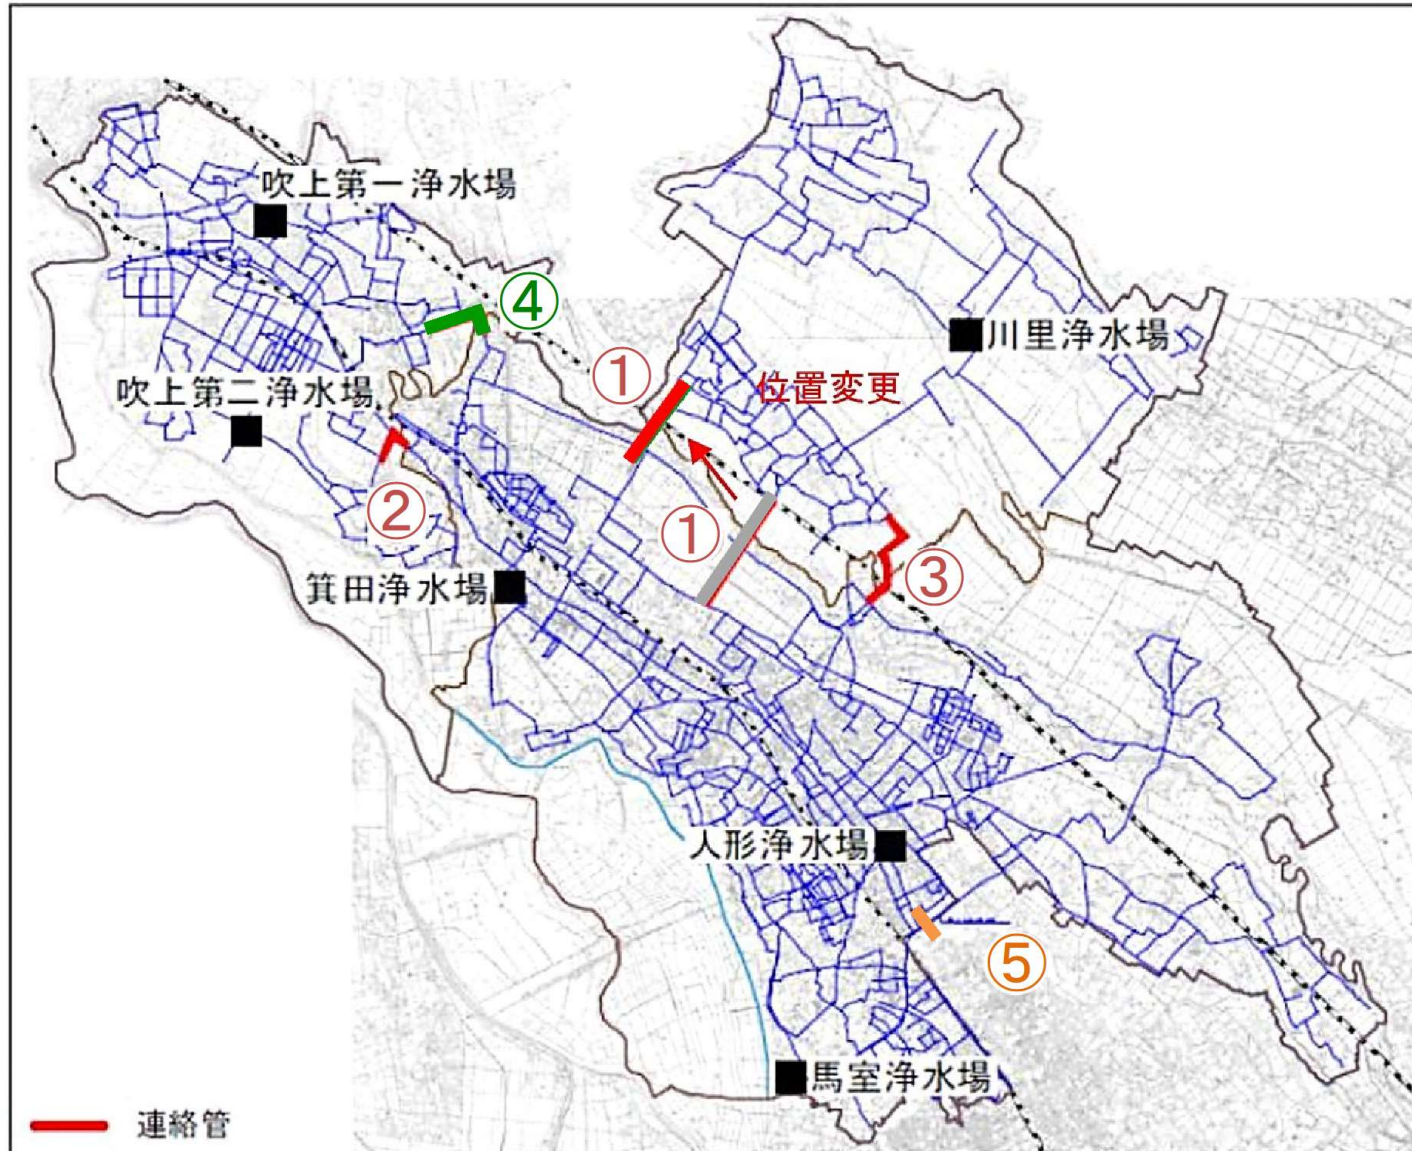 吹上第一浄水場
④
川里浄水場
①
位置変更
吹上第二浄水場
②
①
③
箕田浄水場
人形浄水場
⑤
馬室浄水場
連絡管